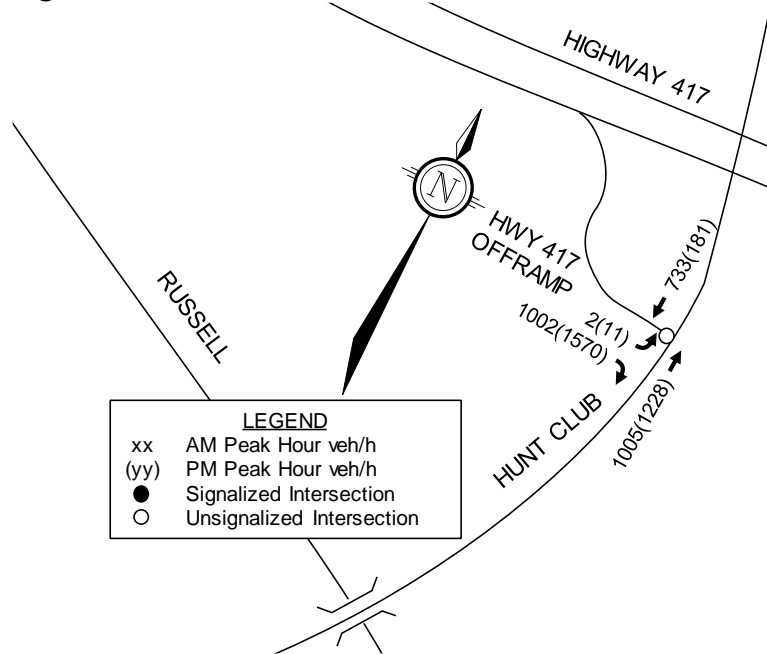 HIGHWAY 417
N
HWY 417
OFFRAMP
733(181)
2(11)
1002(1570)
1005(1228)
HUNT CLUB
RUSSELL
LEGEND
xx AM Peak Hour veh/h
(yy) PM Peak Hour veh/h
Signalized Intersection
Unsignalized Intersection